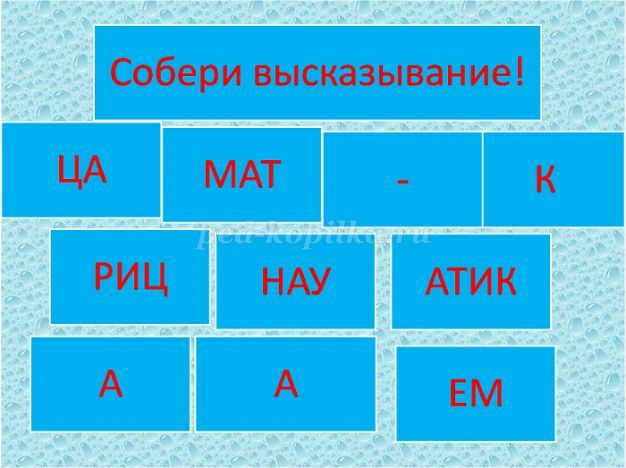 Собери высказывание!
ЦА МАТ - К
ped-kopilka.ru
РИЦ НАУ АТИК
А А ЕМ